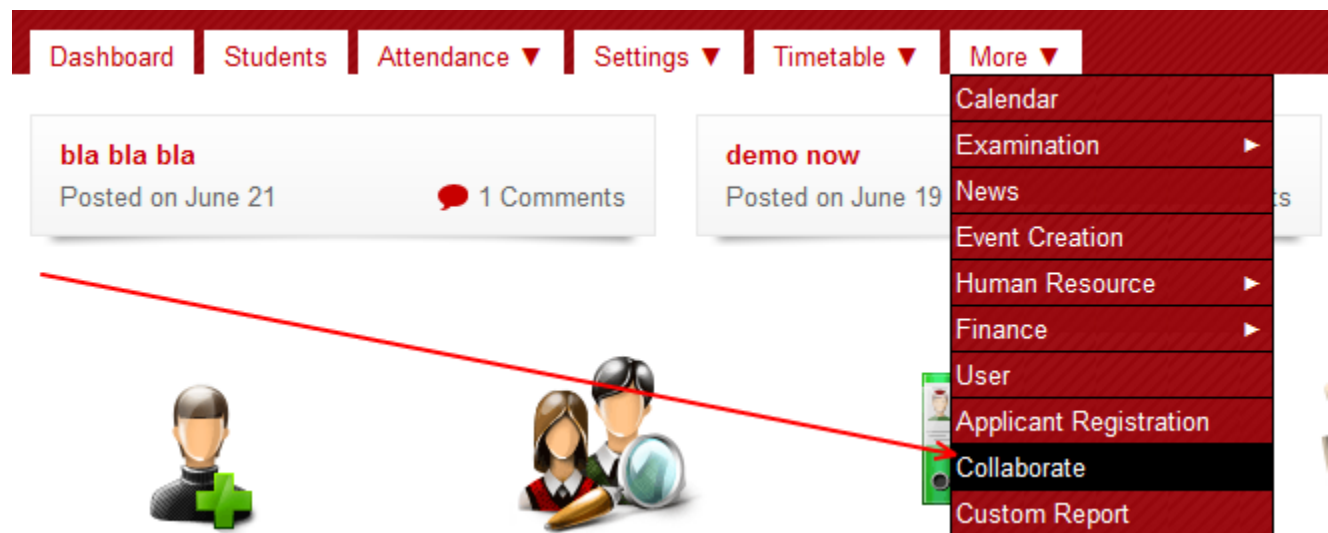 Dashboard Students Attendance ▼ Settings ▼ Timetable ▼ More ▼
Calendar
Examination ►
News
Event Creation
Human Resource ►
Finance ►
User
Applicant Registration
Collaborate
Custom Report
bla bla bla
Posted on June 21 1 Comments
demo now
Posted on June 19